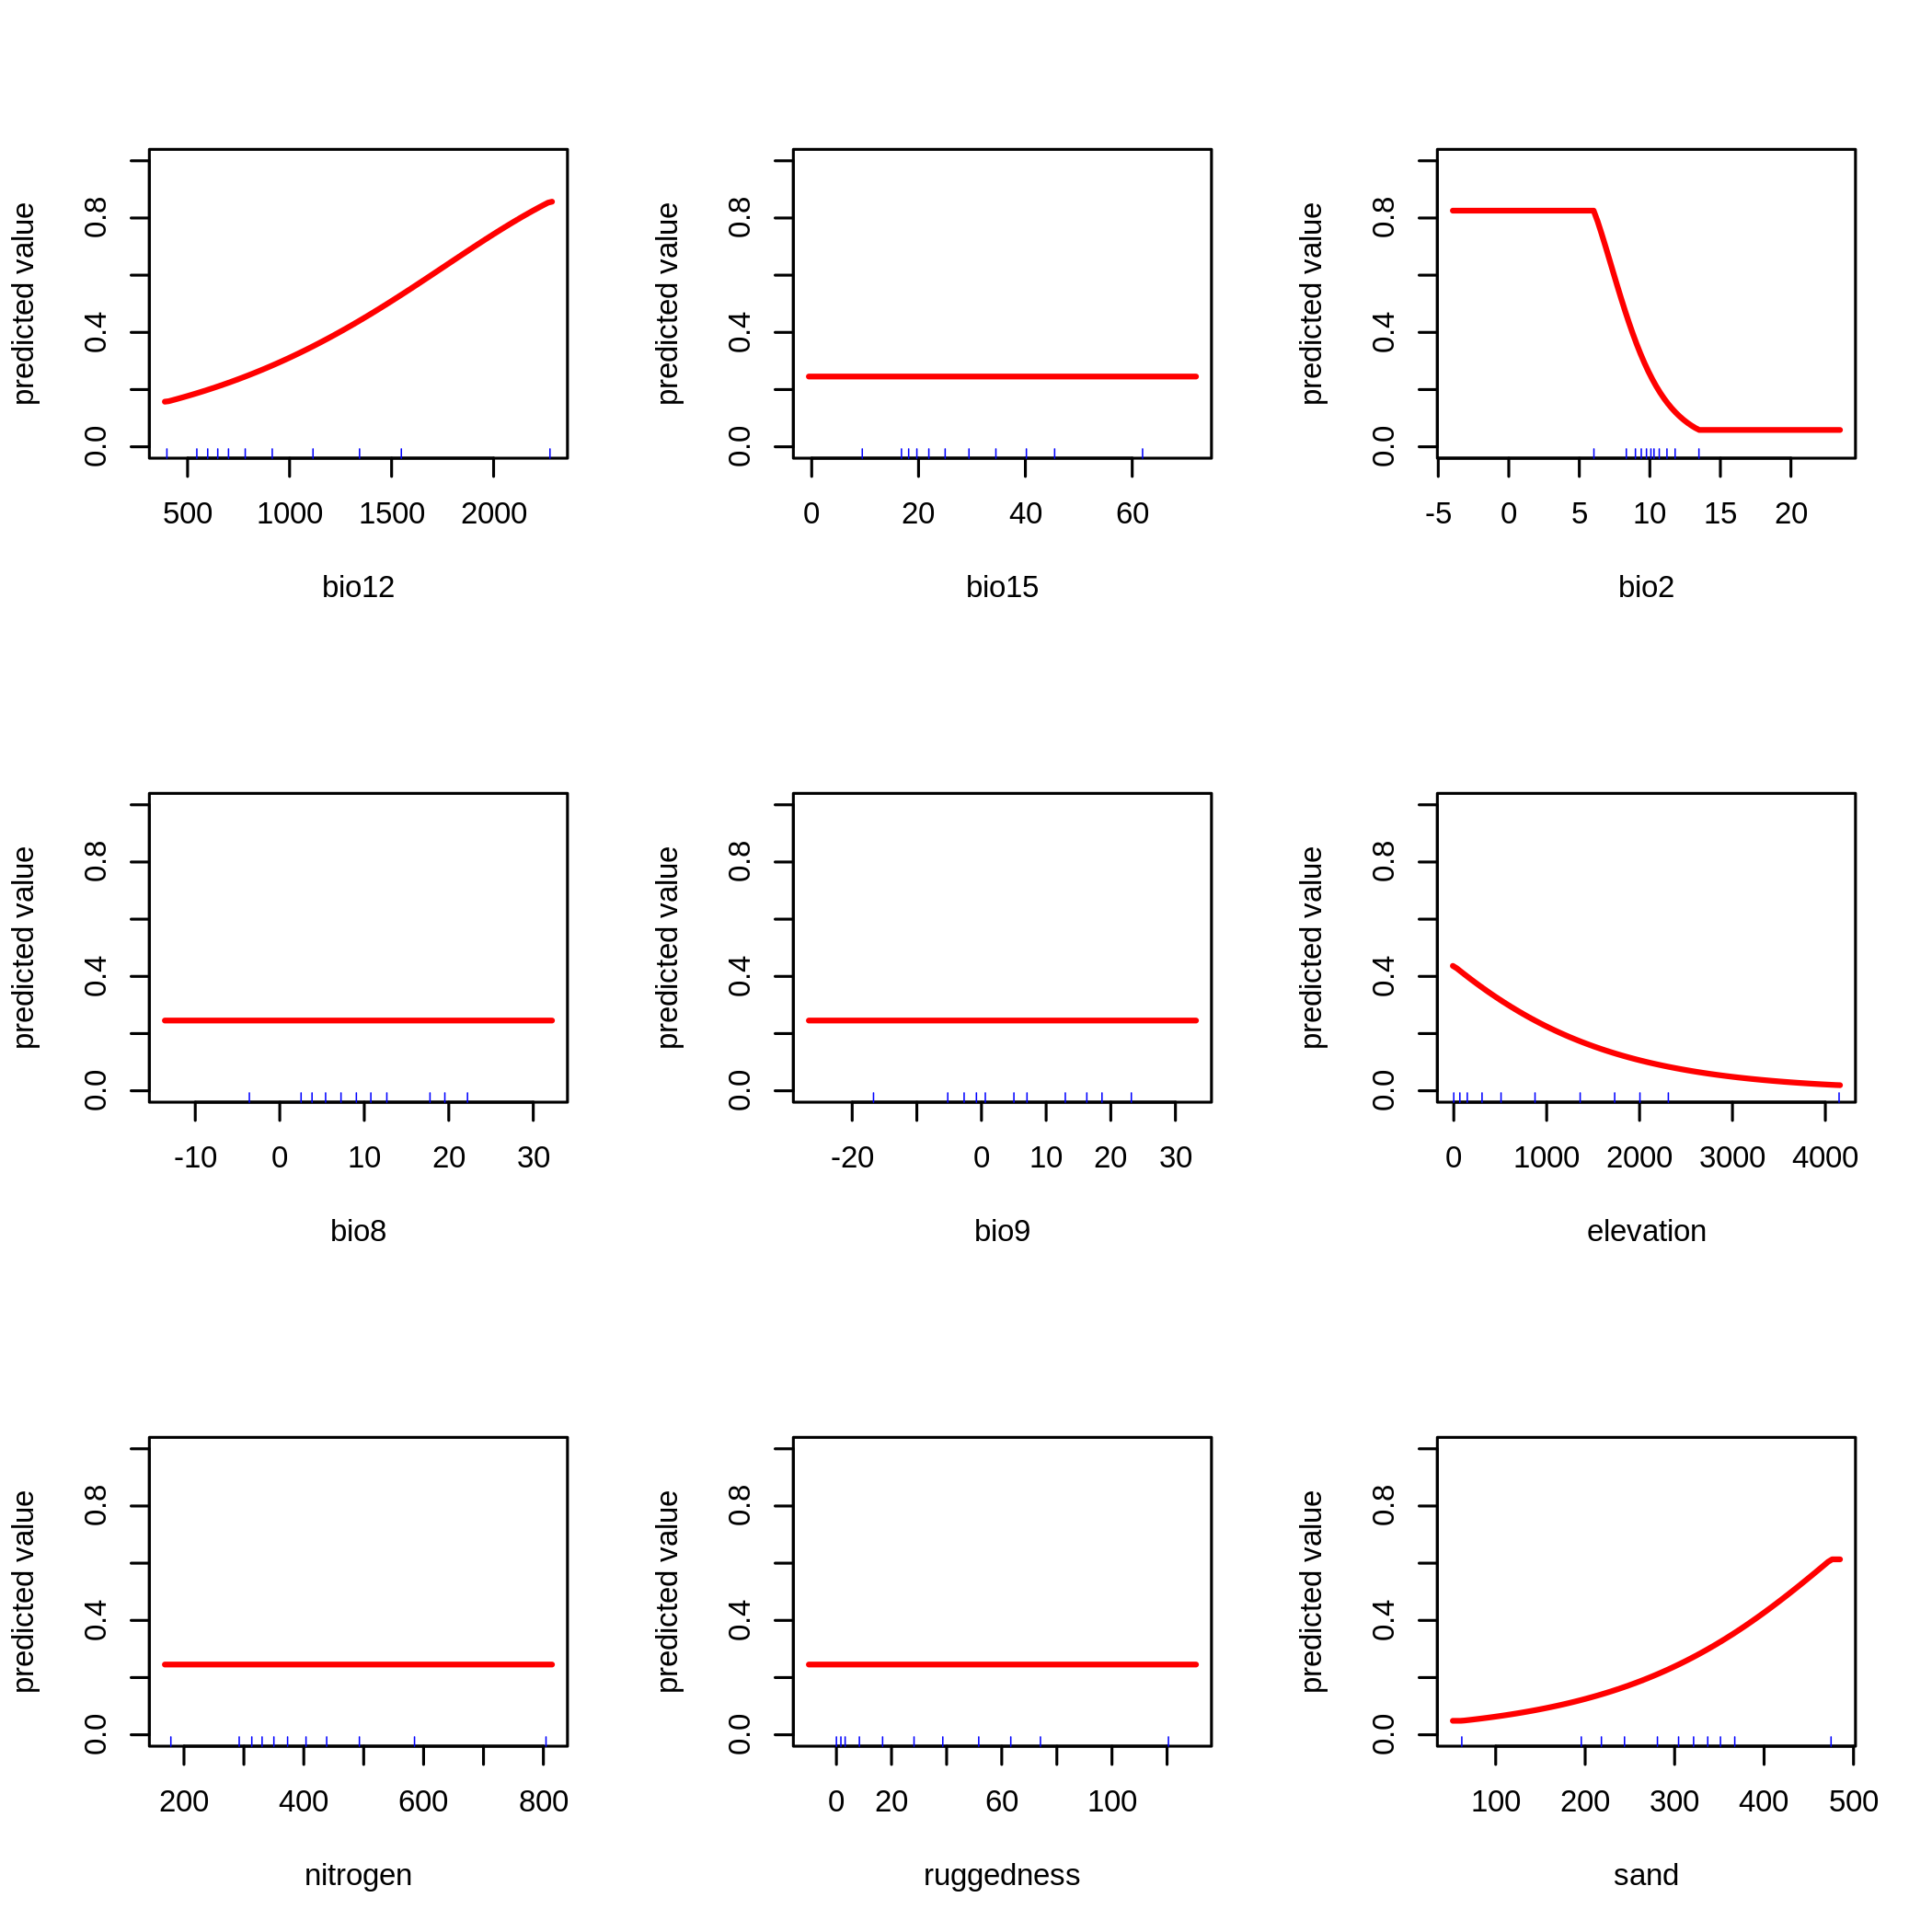 predicted value
0.0 0.4 0.8
500 1000 1500 2000
bio12
predicted value
0.0 0.4 0.8
0 20 40 60
bio15
predicted value
0.0 0.4 0.8
-5 0 5 10 15 20
bio2
predicted value
0.0 0.4 0.8
-10 0 10 20 30
bio8
predicted value
0.0 0.4 0.8
-20 0 10 20 30
bio9
predicted value
0.0 0.4 0.8
0 1000 2000 3000 4000
elevation
predicted value
0.0 0.4 0.8
200 400 600 800
nitrogen
predicted value
0.0 0.4 0.8
0 20 60 100
ruggedness
predicted value
0.0 0.4 0.8
100 200 300 400 500
sand